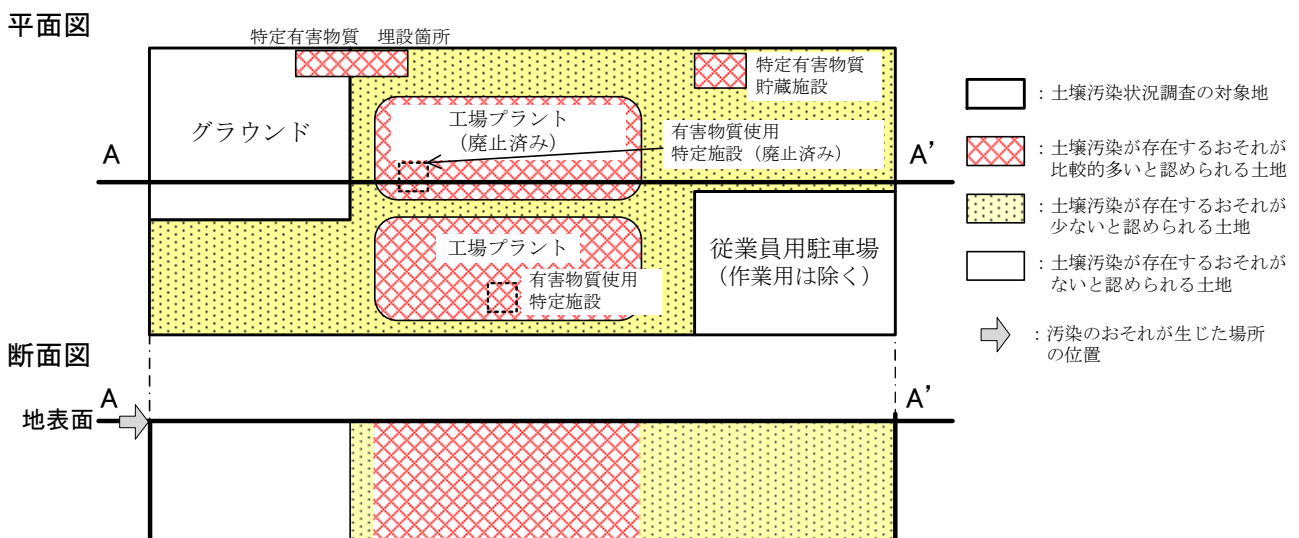 平面図
特定有害物質 埋設箇所
特定有害物質
貯蔵施設
グラウンド
工場プラント
（廃止済み）
有害物質使用
特定施設（廃止済み）
A
A’
工場プラント
有害物質使用
特定施設
従業員用駐車場
（作業用は除く）
：土壌汚染状況調査の対象地
：土壌汚染が存在するおそれが
比較的多いと認められる土地
：土壌汚染が存在するおそれが
少ないと認められる土地
：土壌汚染が存在するおそれが
ないと認められる土地
：汚染のおそれが生じた場所
の位置
断面図
A
A’
地表面